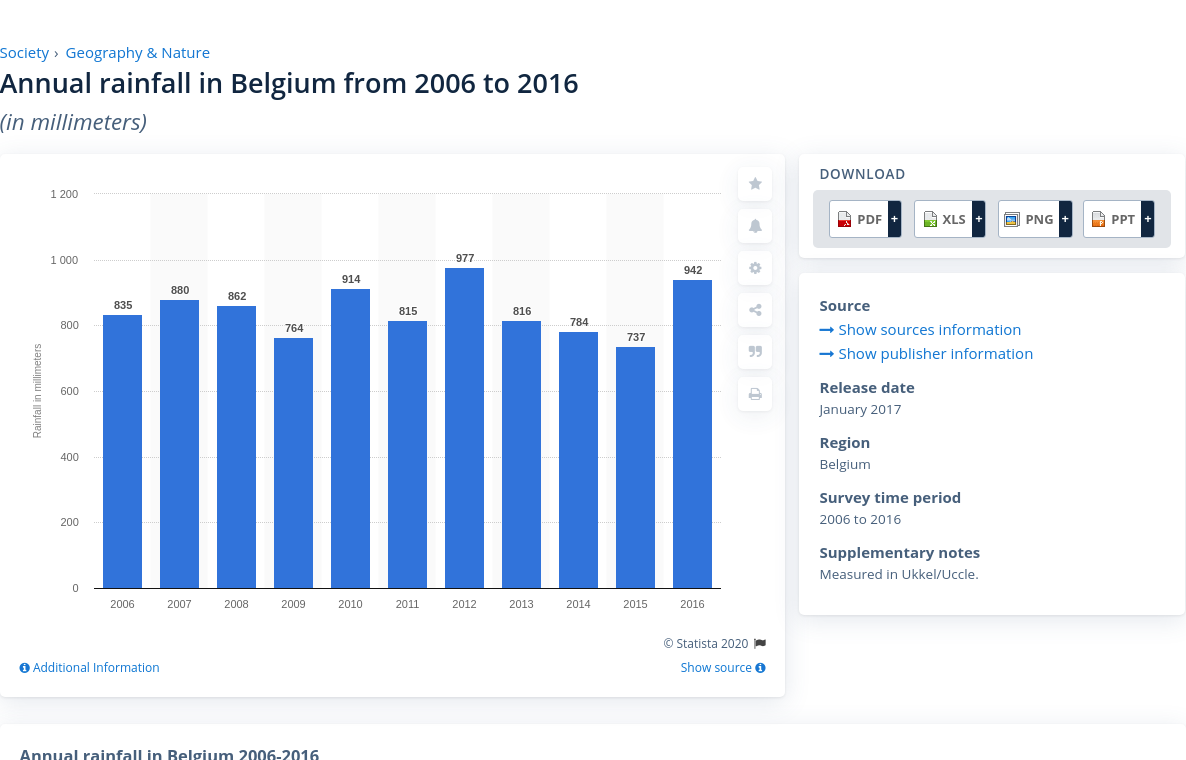 Society › Geography & Nature
Annual rainfall in Belgium from 2006 to 2016
(in millimeters)
Rainfall in millimeters
1 200
1 000
800
600
400
200
0
835
880
862
764
914
815
977
816
784
737
942
2006 2007 2008 2009 2010 2011 2012 2013 2014 2015 2016
© Statista 2020
Additional Information
Show source
DOWNLOAD
PDF + XLS + PNG + PPT +
Source
Show sources information
Show publisher information
Release date
January 2017
Region
Belgium
Survey time period
2006 to 2016
Supplementary notes
Measured in Ukkel/Uccle.
Annual rainfall in Belgium 2006-2016